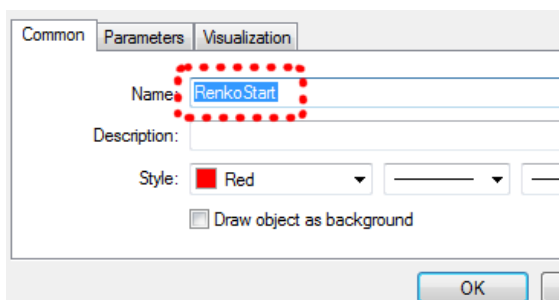 Common Parameters Visualization
Name: RenkoStart
Description:
Style: Red
Draw object as background
OK